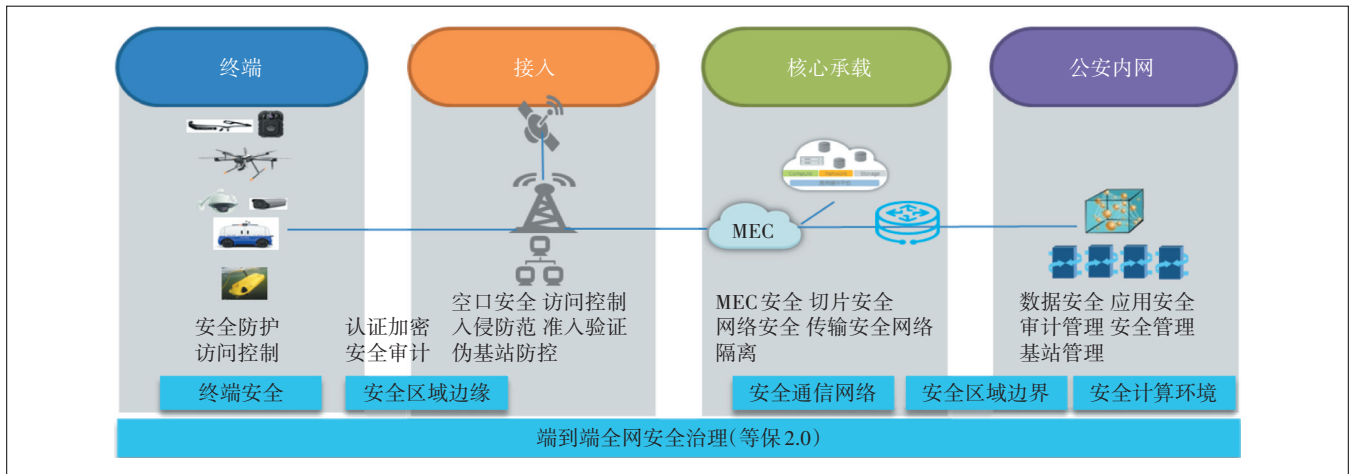 终端
接入
核心承载
公安内网
Compute Network Storage
MEC
安全防护
访问控制
认证加密
安全审计
空口安全 访问控制
入侵防范 准入验证
伪基站防控
MEC安全 切片安全
网络安全 传输安全网络
隔离
数据安全 应用安全
审计管理 安全管理
基站管理
终端安全
安全区域边缘
安全通信网络
安全区域边界
安全计算环境
端到端全网安全治理(等保2.0)